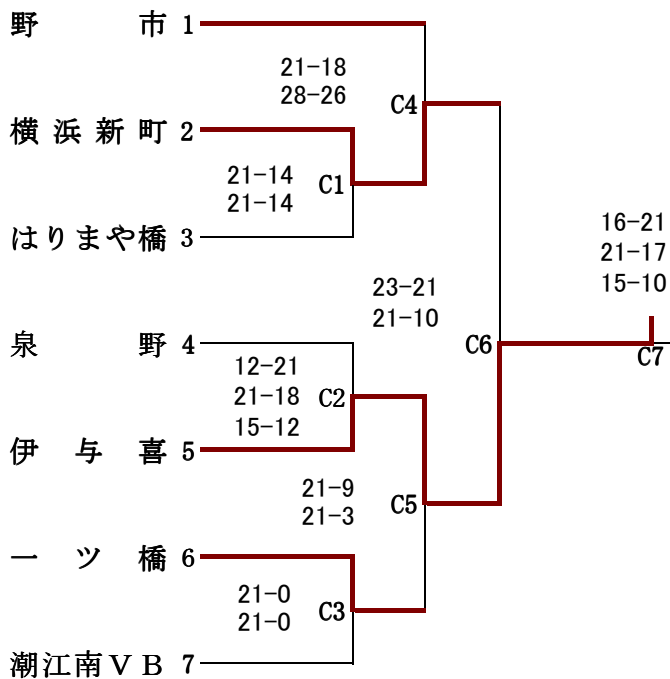 野市 1
21-18
28-26
C4
横浜新町 2
21-14
21-14
C1
はりまや橋 3
16-21
21-17
15-10
23-21
21-10
C6
C7
泉野 4
12-21
21-18
15-12
C2
伊与喜 5
21-9
21-3
C5
一ツ橋 6
21-0
21-0
C3
潮江南ＶＢ 7